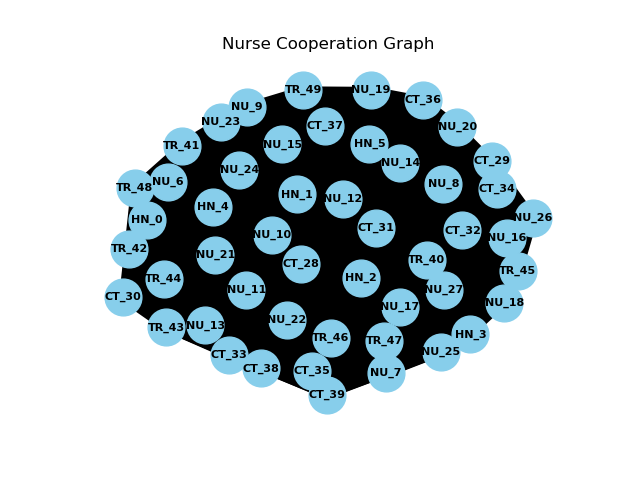 Nurse Cooperation Graph
TR_49
NU_19
CT_36
NU_9
NU_23
CT_37
NU_20
TR_41
NU_15
HN_5
NU_14
CT_29
NU_24
NU_6
NU_8
CT_34
TR_48
HN_1
NU_12
HN_4
HN_0
NU_26
CT_31
CT_32
NU_10
NU_16
TR_42
NU_21
CT_28
TR_40
TR_45
TR_44
HN_2
NU_11
NU_27
CT_30
NU_17
NU_18
NU_22
TR_43
NU_13
HN_3
TR_46
TR_47
NU_25
CT_33
CT_38
CT_35
NU_7
CT_39